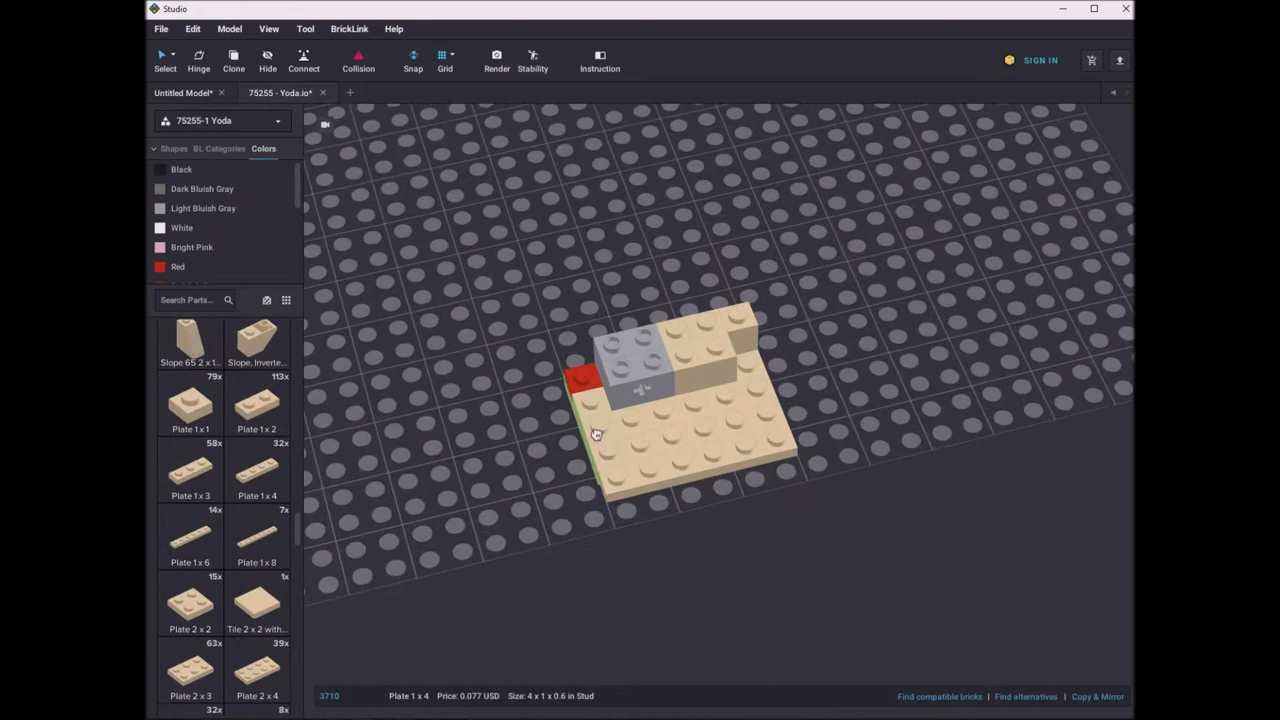 Studio
File Edit Model View Tool BrickLink Help
Select Hinge Clone Hide Connect Collision Snap Grid Render Stability Instruction SIGN IN
Untitled Model* 75255 - Yoda.io*
75255-1 Yoda
Shapes BL Categories Colors
Black
Dark Bluish Gray
Light Bluish Gray
White
Bright Pink
Red
Search Parts...
Slope 65 2 x 1... Slope, Inverte...
79x 113x
Plate 1 x 1 Plate 1 x 2
58x 32x
Plate 1 x 3 Plate 1 x 4
14x 7x
Plate 1 x 6 Plate 1 x 8
15x 1x
Plate 2 x 2 Tile 2 x 2 with...
63x 39x
Plate 2 x 3 Plate 2 x 4
32x 8x
3710 Plate 1 x 4 Price: 0.077 USD Size: 4 x 1 x 0.6 in Stud Find compatible bricks | Find alternatives | Copy & Mirror